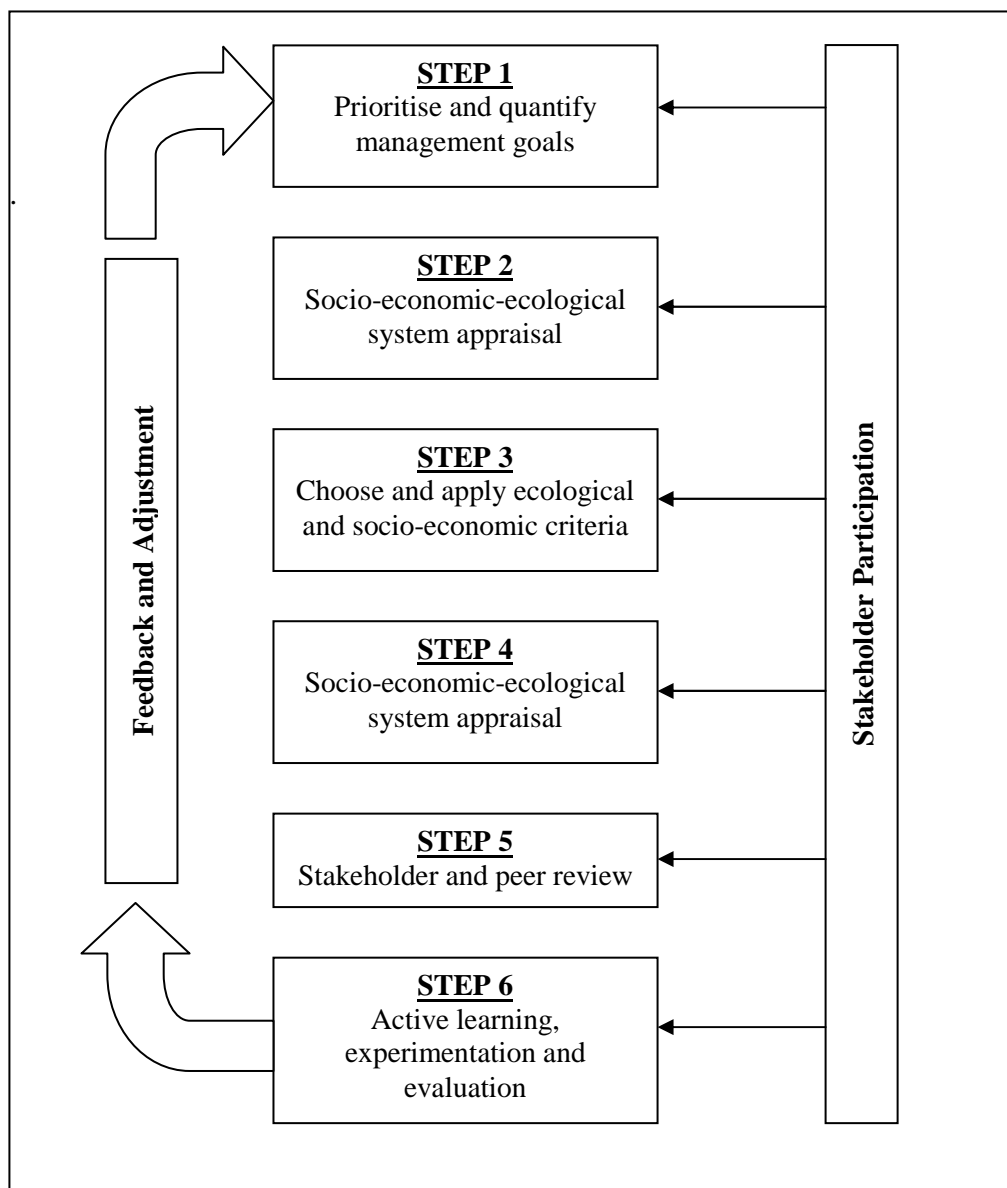 STEP 1
Prioritise and quantify
management goals
STEP 2
Socio-economic-ecological
system appraisal
STEP 3
Choose and apply ecological
and socio-economic criteria
STEP 4
Socio-economic-ecological
system appraisal
STEP 5
Stakeholder and peer review
STEP 6
Active learning,
experimentation and
evaluation
Feedback and Adjustment
Stakeholder Participation